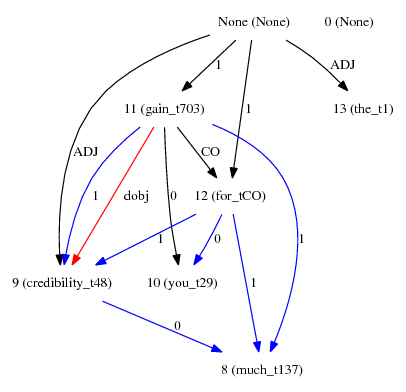 None (None) 0 (None)
1 ADJ
11 (gain_t703) 1 13 (the_t1)
ADJ CO
1 dobj 0 12 (for_tCO)
1 0 1 1
9 (credibility_t48) 10 (you_t29)
0
8 (much_t137)